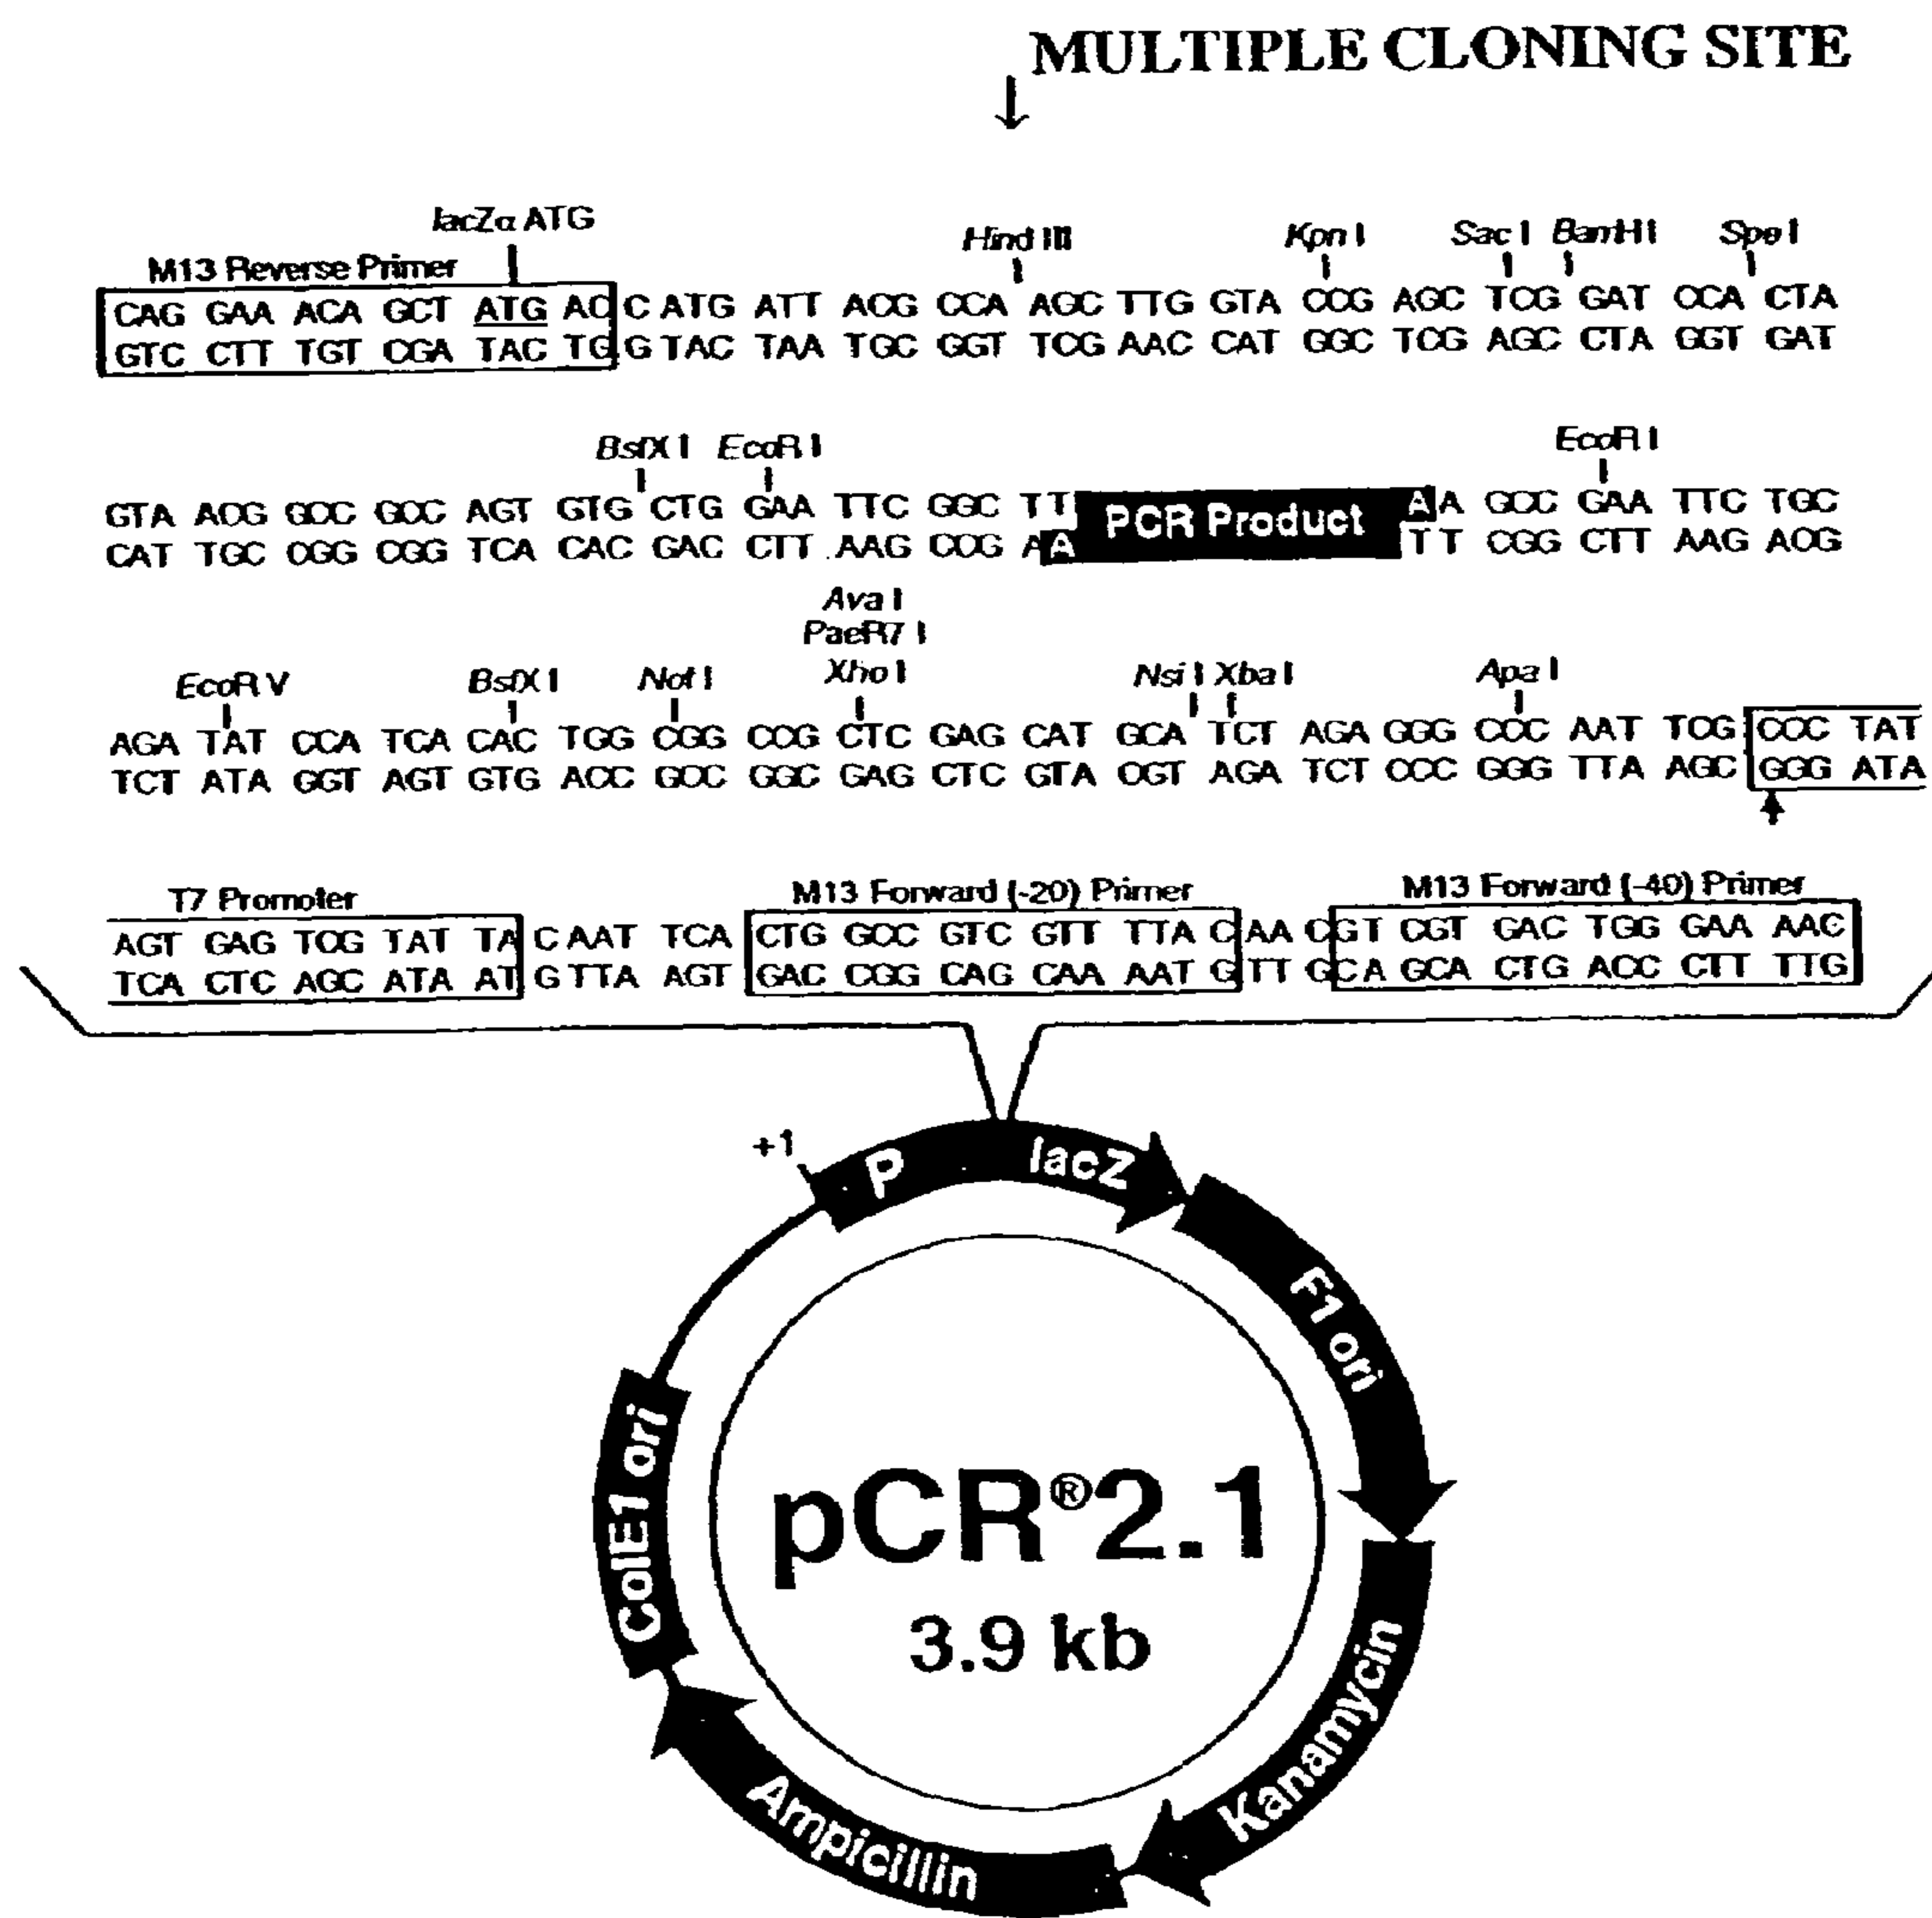 MULTIPLE CLONING SITE
lacZα ATG
Hind III Kpn I Sac I BamH I Spe I
M13 Reverse Primer
CAG GAA ACA GCT ATG AC C ATG ATT ACG CCA AGC TTG GTA CCG AGC TCG GAT CCA CTA
GTC CTT TGT CGA TAC TG G TAC TAA TGC GGT TCG AAC CAT GGC TCG AGC CTA GGT GAT
BstX I EcoR I EcoR I
GTA ACG GCC GCC AGT GTG CTG GAA TTC GGC TT PCR Product AA GCC GAA TTC TGC
CAT TGC CGG CGG TCA CAC GAC CTT AAG CCG AA TT CGG CTT AAG ACG
Ava I
PaeR7 I
EcoR V BstX I Not I Xho I Nsi I Xba I Apa I
AGA TAT CCA TCA CAC TGG CGG CCG CTC GAG CAT GCA TCT AGA GGG CCC AAT TCG CCC TAT
TCT ATA GGT AGT GTG ACC GCC GGC GAG CTC GTA CGT AGA TCT CCC GGG TTA AGC GGG ATA
T7 Promoter M13 Forward (-20) Primer M13 Forward (-40) Primer
AGT GAG TCG TAT TA C AAT TCA CTG GCC GTC GTT TTA C AA CGT CGT GAC TGG GAA AAC
TCA CTC AGC ATA AT G TTA AGT GAC CGG CAG CAA AAT G TT GCA GCA CTG ACC CTT TTG
+1
P lacZ
F1 ori
ColE1 ori
pCR®2.1
3.9 kb
Kanamycin
Ampicillin